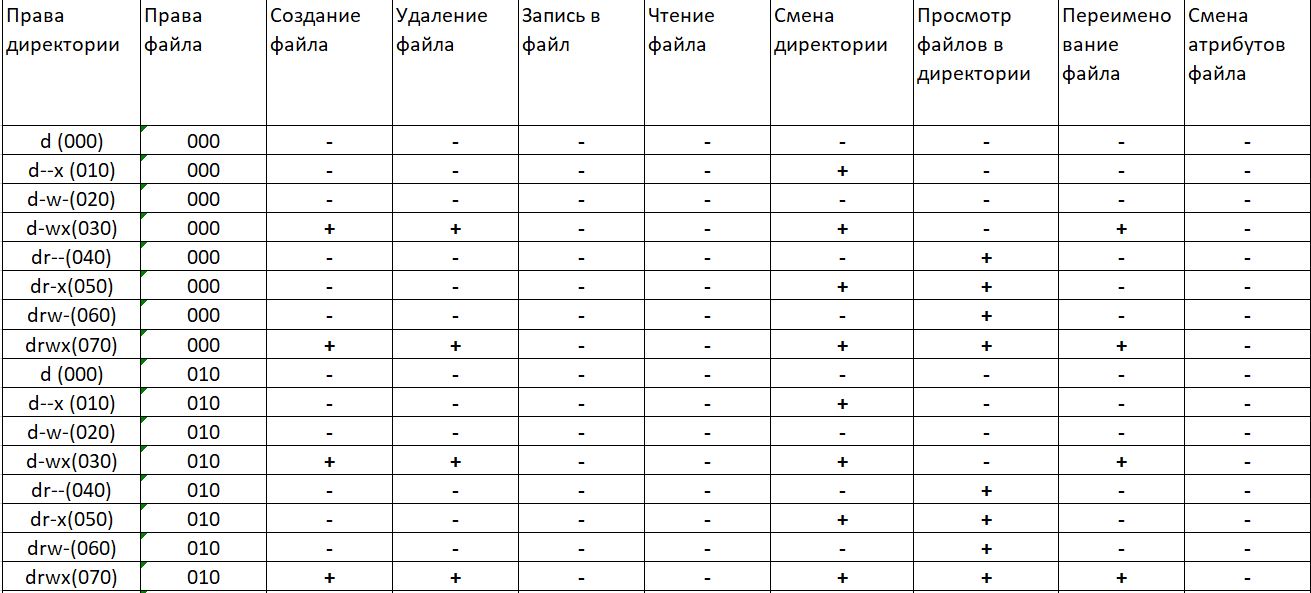 Права директории | Права файла | Создание файла | Удаление файла | Запись в файл | Чтение файла | Смена директории | Просмотр файлов в директории | Переимено вание файла | Смена атрибутов файла
d (000) | 000 | - | - | - | - | - | - | - | -
d--x (010) | 000 | - | - | - | - | + | - | - | -
d-w-(020) | 000 | - | - | - | - | - | - | - | -
d-wx(030) | 000 | + | + | - | - | + | - | + | -
dr--(040) | 000 | - | - | - | - | - | + | - | -
dr-x(050) | 000 | - | - | - | - | + | + | - | -
drw-(060) | 000 | - | - | - | - | - | + | - | -
drwx(070) | 000 | + | + | - | - | + | + | + | -
d (000) | 010 | - | - | - | - | - | - | - | -
d--x (010) | 010 | - | - | - | - | + | - | - | -
d-w-(020) | 010 | - | - | - | - | - | - | - | -
d-wx(030) | 010 | + | + | - | - | + | - | + | -
dr--(040) | 010 | - | - | - | - | - | + | - | -
dr-x(050) | 010 | - | - | - | - | + | + | - | -
drw-(060) | 010 | - | - | - | - | - | + | - | -
drwx(070) | 010 | + | + | - | - | + | + | + | -